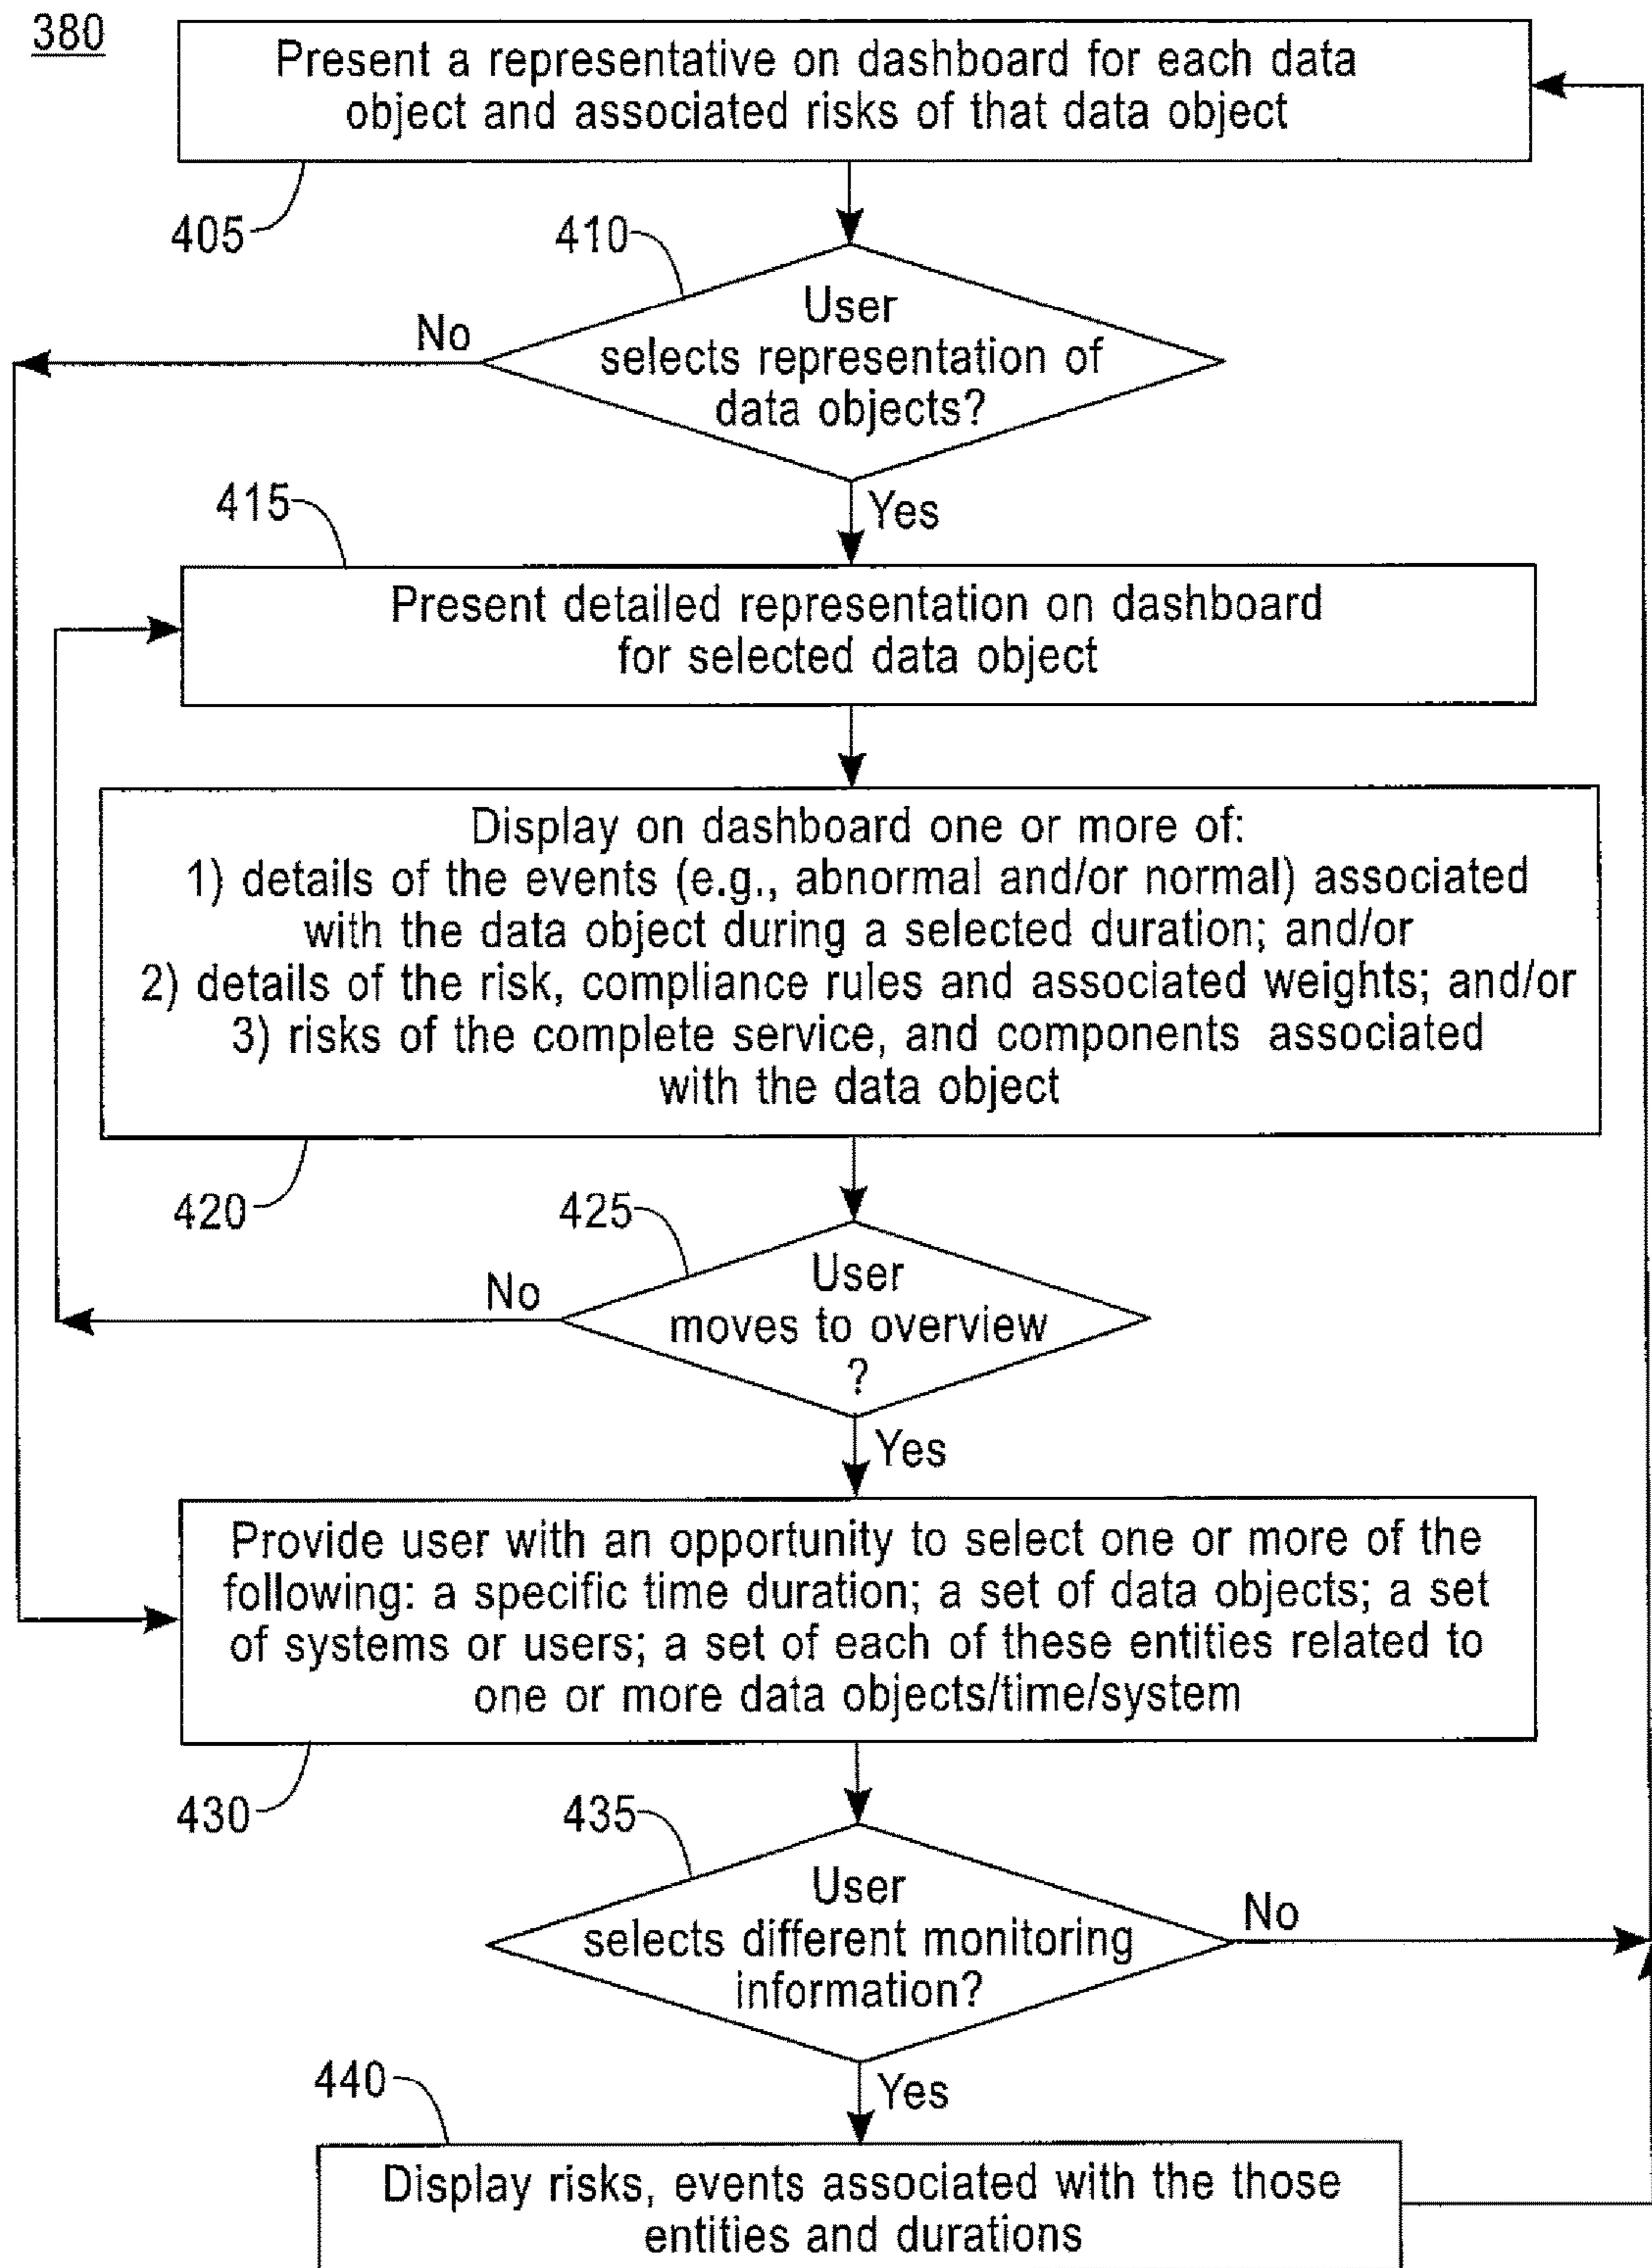 380
Present a representative on dashboard for each data
object and associated risks of that data object
405
410
User
selects representation of
data objects?
No
Yes
415
Present detailed representation on dashboard
for selected data object
Display on dashboard one or more of:
1) details of the events (e.g., abnormal and/or normal) associated
with the data object during a selected duration; and/or
2) details of the risk, compliance rules and associated weights; and/or
3) risks of the complete service, and components associated
with the data object
420
425
User
moves to overview
?
No
Yes
Provide user with an opportunity to select one or more of the
following: a specific time duration; a set of data objects; a set
of systems or users; a set of each of these entities related to
one or more data objects/time/system
430
435
User
selects different monitoring
information?
No
Yes
440
Display risks, events associated with the those
entities and durations